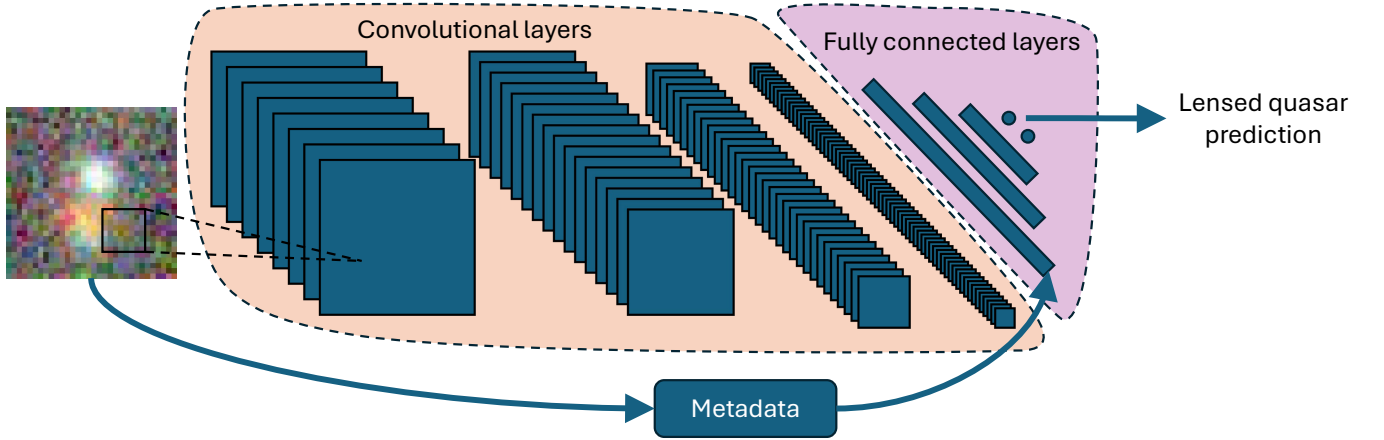 Convolutional layers
Fully connected layers
Lensed quasar
prediction
Metadata